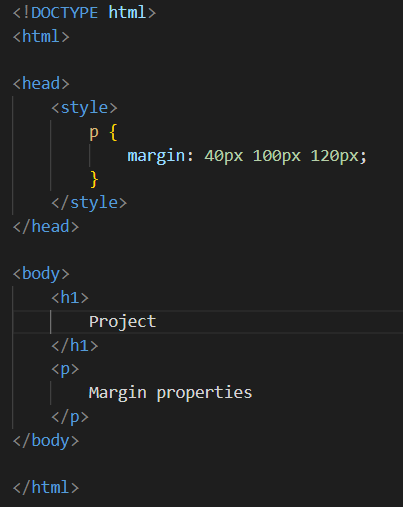 <!DOCTYPE html>
<html>

<head>
    <style>
        p {
            margin: 40px 100px 120px;
        }
    </style>
</head>

<body>
    <h1>
        Project
    </h1>
    <p>
        Margin properties
    </p>
</body>

</html>